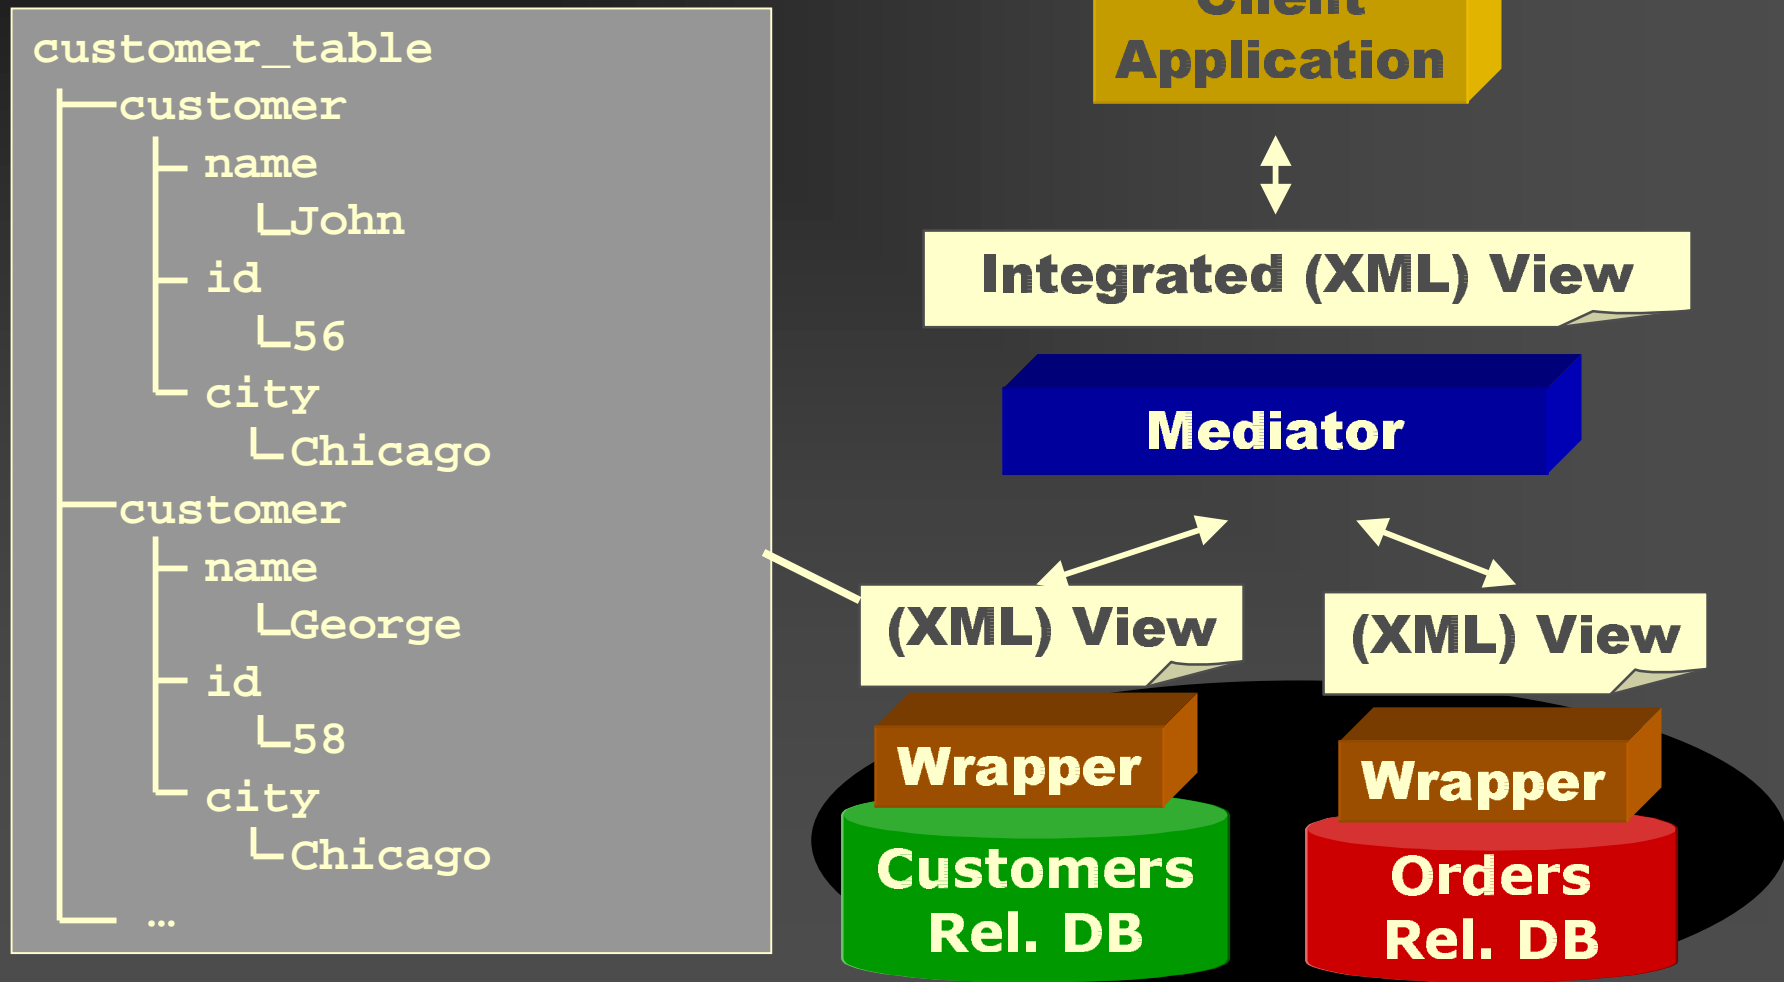 customer_table
customer
name
John
id
56
city
Chicago
customer
name
George
id
58
city
Chicago
…
Client
Application
Integrated (XML) View
Mediator
(XML) View
(XML) View
Wrapper
Wrapper
Customers
Rel. DB
Orders
Rel. DB